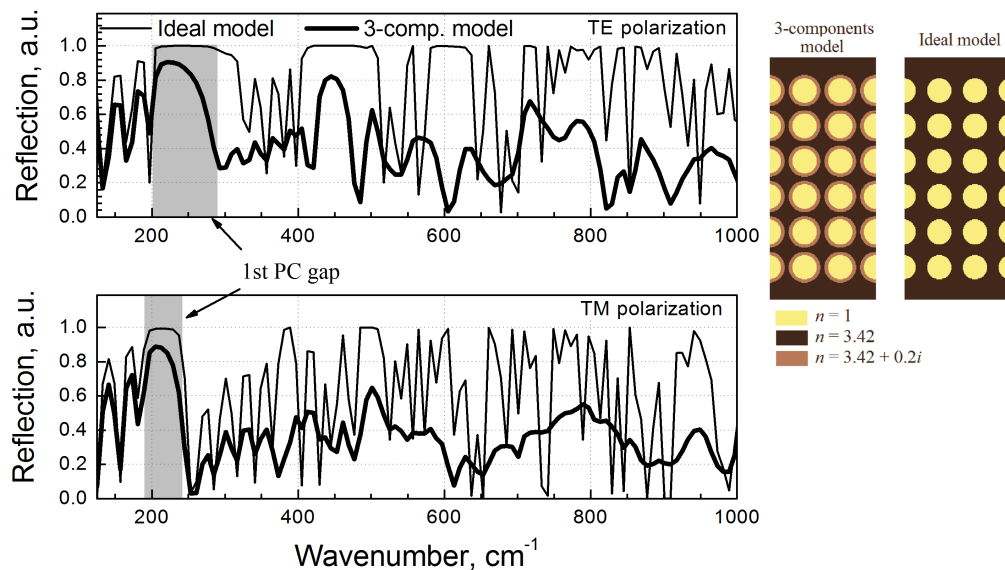 Ideal model 3-comp. model TE polarization
Reflection, a.u.
1.0
0.8
0.6
0.4
0.2
0.0
200 400 600 800 1000
1st PC gap
TM polarization
Reflection, a.u.
1.0
0.8
0.6
0.4
0.2
0.0
200 400 600 800 1000
Wavenumber, cm-1
3-components
model
Ideal model
n = 1
n = 3.42
n = 3.42 + 0.2i